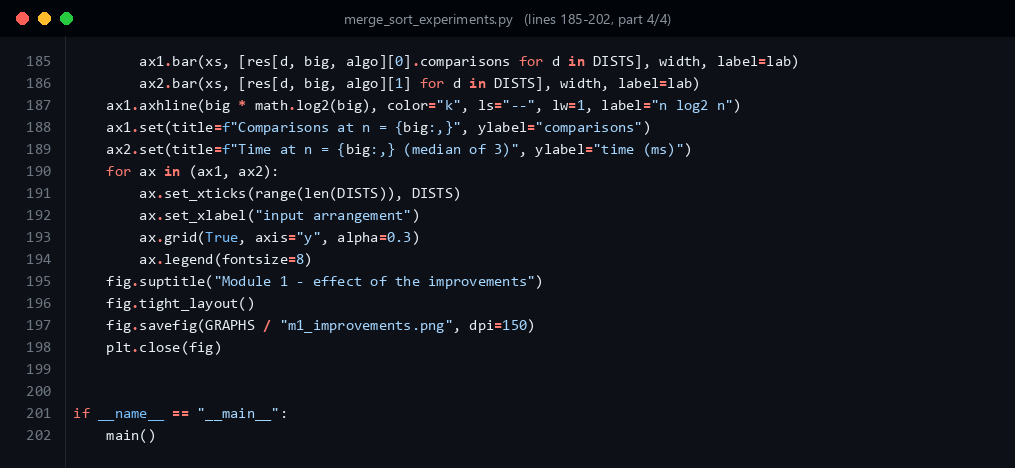 merge_sort_experiments.py (lines 185-202, part 4/4)
185         ax1.bar(xs, [res[d, big, algo][0].comparisons for d in DISTS], width, label=lab)
186         ax2.bar(xs, [res[d, big, algo][1] for d in DISTS], width, label=lab)
187     ax1.axhline(big * math.log2(big), color="k", ls="--", lw=1, label="n log2 n")
188     ax1.set(title=f"Comparisons at n = {big:,}", ylabel="comparisons")
189     ax2.set(title=f"Time at n = {big:,} (median of 3)", ylabel="time (ms)")
190     for ax in (ax1, ax2):
191         ax.set_xticks(range(len(DISTS)), DISTS)
192         ax.set_xlabel("input arrangement")
193         ax.grid(True, axis="y", alpha=0.3)
194         ax.legend(fontsize=8)
195     fig.suptitle("Module 1 - effect of the improvements")
196     fig.tight_layout()
197     fig.savefig(GRAPHS / "m1_improvements.png", dpi=150)
198     plt.close(fig)
199
200
201 if __name__ == "__main__":
202     main()